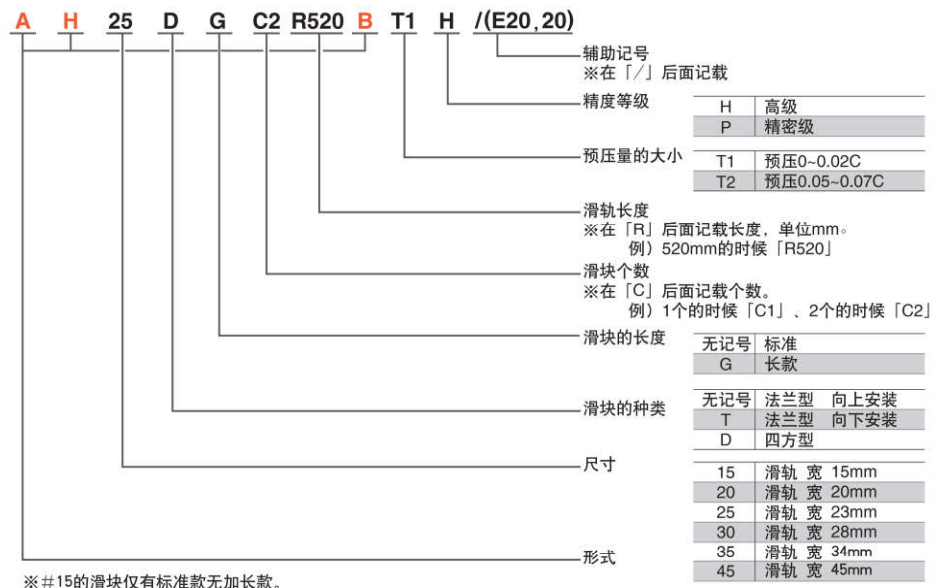 A H 25 D G C2 R520 B T1 H /(E20,20)
辅助记号
※在「/」后面记载
精度等级
H 高级
P 精密级
预压量的大小
T1 预压0~0.02C
T2 预压0.05~0.07C
滑轨长度
※在「R」后面记载长度，单位mm。
例）520mm的时候「R520」
滑块个数
※在「C」后面记载个数。
例）1个的时候「C1」、2个的时候「C2」
滑块的长度
无记号 标准
G 长款
滑块的种类
无记号 法兰型 向上安装
T 法兰型 向下安装
D 四方型
尺寸
15 滑轨 宽 15mm
20 滑轨 宽 20mm
25 滑轨 宽 23mm
30 滑轨 宽 28mm
35 滑轨 宽 34mm
45 滑轨 宽 45mm
形式
※＃15的滑块仅有标准款无加长款。